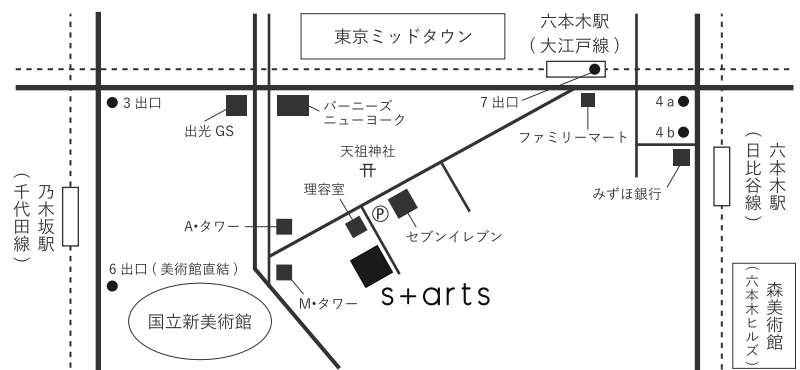 東京ミッドタウン
六本木駅
(大江戸線)
3 出口
出光 GS
バーニーズ
ニューヨーク
7 出口
ファミリーマート
4 a
4 b
みずほ銀行
天祖神社
理容室
P
セブンイレブン
A•タワー
乃木坂駅
(千代田線)
六本木駅
(日比谷線)
6 出口 ( 美術館直結 )
国立新美術館
M•タワー
s+arts
森美術館
(六本木ヒルズ)